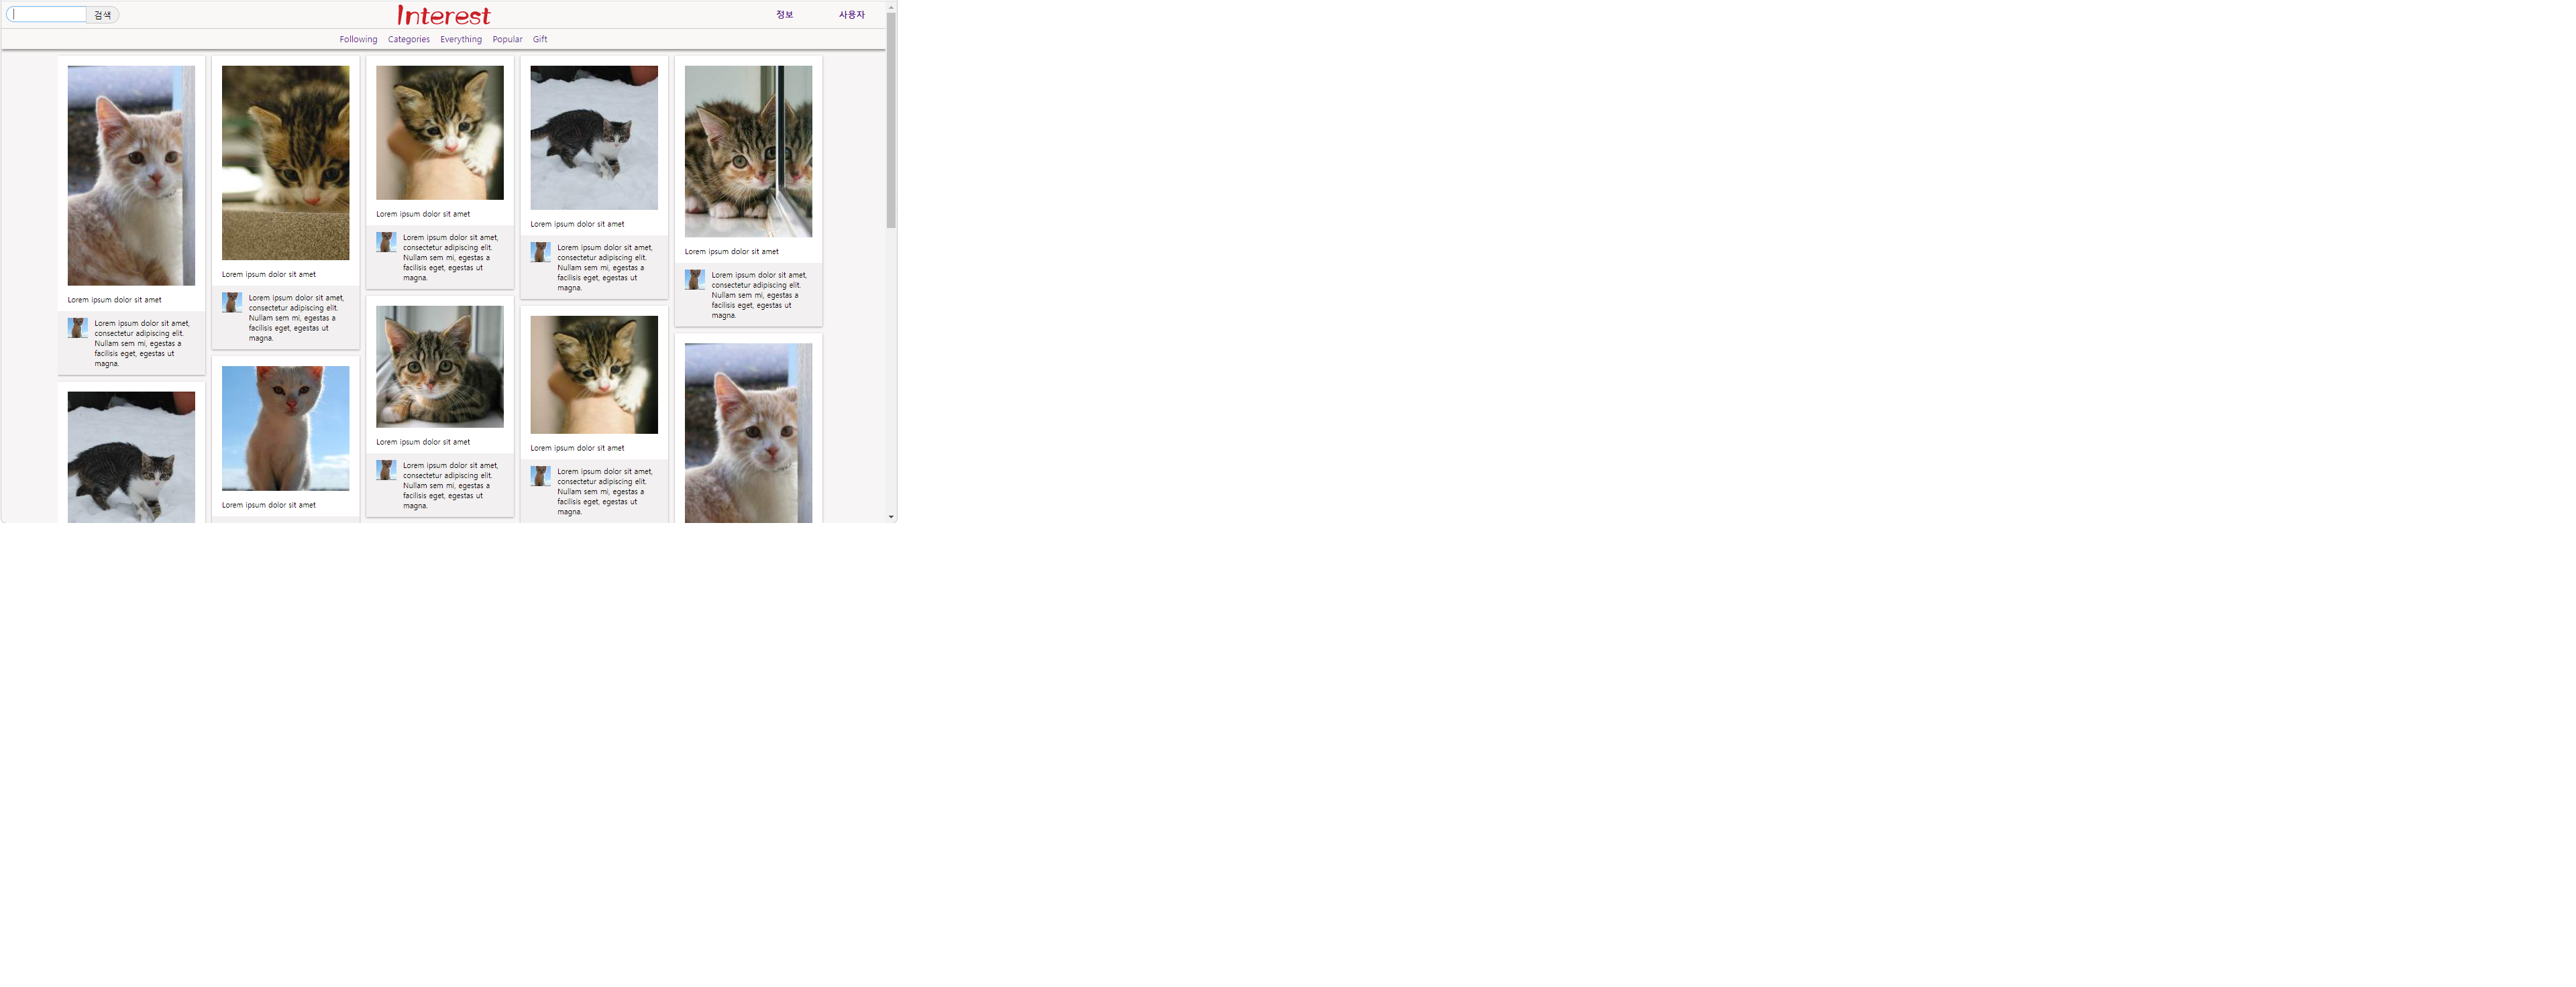 검색
Interest
정보
사용자
Following Categories Everything Popular Gift
Lorem ipsum dolor sit amet
Lorem ipsum dolor sit amet,
consectetur adipiscing elit.
Nullam sem mi, egestas a
facilisis eget, egestas ut
magna.
Lorem ipsum dolor sit amet
Lorem ipsum dolor sit amet,
consectetur adipiscing elit.
Nullam sem mi, egestas a
facilisis eget, egestas ut
magna.
Lorem ipsum dolor sit amet
Lorem ipsum dolor sit amet
Lorem ipsum dolor sit amet,
consectetur adipiscing elit.
Nullam sem mi, egestas a
facilisis eget, egestas ut
magna.
Lorem ipsum dolor sit amet
Lorem ipsum dolor sit amet,
consectetur adipiscing elit.
Nullam sem mi, egestas a
facilisis eget, egestas ut
magna.
Lorem ipsum dolor sit amet
Lorem ipsum dolor sit amet,
consectetur adipiscing elit.
Nullam sem mi, egestas a
facilisis eget, egestas ut
magna.
Lorem ipsum dolor sit amet
Lorem ipsum dolor sit amet,
consectetur adipiscing elit.
Nullam sem mi, egestas a
facilisis eget, egestas ut
magna.
Lorem ipsum dolor sit amet
Lorem ipsum dolor sit amet,
consectetur adipiscing elit.
Nullam sem mi, egestas a
facilisis eget, egestas ut
magna.